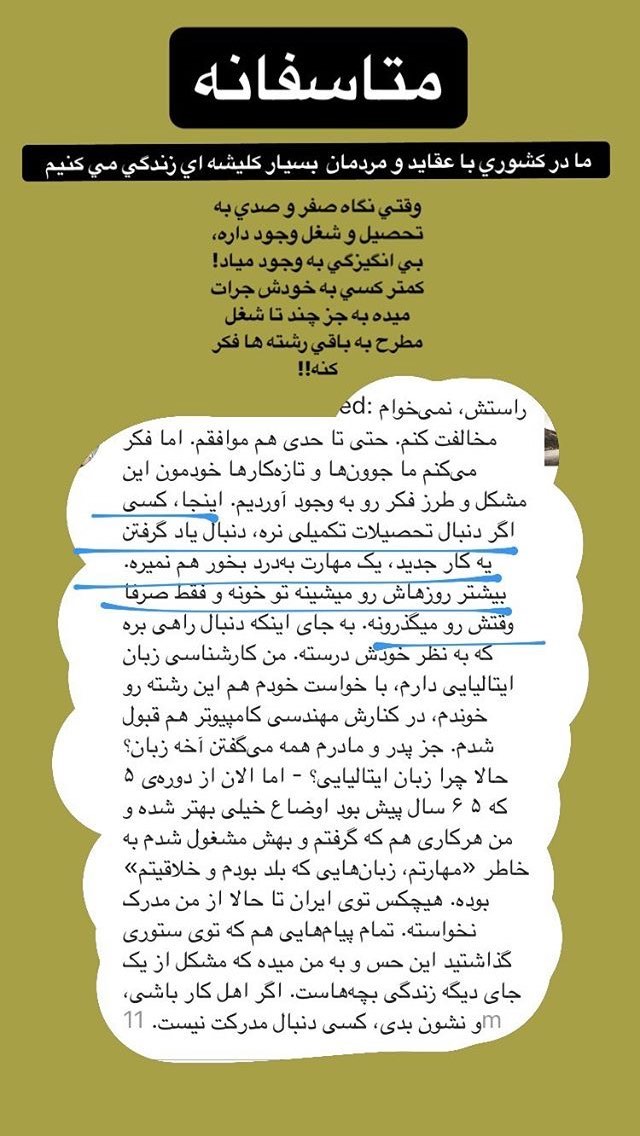 متاسفانه
ما در كشوري با عقايد و مردمان بسيار كليشه اي زندگي مي كنيم
وقتي نگاه صفر و صدي به
تحصيل و شغل وجود داره،
بي انگيزگي به وجود مياد!
كمتر كسي به خودش جرات
ميده به جز چند تا شغل
مطرح به باقي رشته ها فكر
كنه!!
راستش، نمی‌خوام :ed
مخالفت کنم. حتی تا حدی هم موافقم. اما فکر
می‌کنم ما جوون‌ها و تازه‌کارها خودمون این
مشکل و طرز فکر رو به وجود آوردیم. اینجا، کسی
اگر دنبال تحصیلات تکمیلی نره، دنبال یاد گرفتن
یه کار جدید، یک مهارت به‌درد بخور هم نمیره.
بیشتر روزهاش رو میشینه تو خونه و فقط صرفا
وقتش رو میگذرونه. به جای اینکه دنبال راهی بره
که به نظر خودش درسته. من کارشناسی زبان
ایتالیایی دارم، با خواست خودم هم این رشته رو
خوندم، در کنارش مهندسی کامپیوتر هم قبول
شدم. جز پدر و مادرم همه می‌گفتن آخه زبان؟
حالا چرا زبان ایتالیایی؟ - اما الان از دوره‌ی ۵
که ۵ ۶ سال پیش بود اوضاع خیلی بهتر شده و
من هرکاری هم که گرفتم و بهش مشغول شدم به
خاطر «مهارتم، زبان‌هایی که بلد بودم و خلاقیتم»
بوده. هیچکس توی ایران تا حالا از من مدرک
نخواسته. تمام پیام‌هایی هم که توی ستوری
گذاشتید این حس و به من میده که مشکل از یک
جای دیگه زندگی بچه‌هاست. اگر اهل کار باشی،
و نشون بدی، کسی دنبال مدرکت نیست. 11m